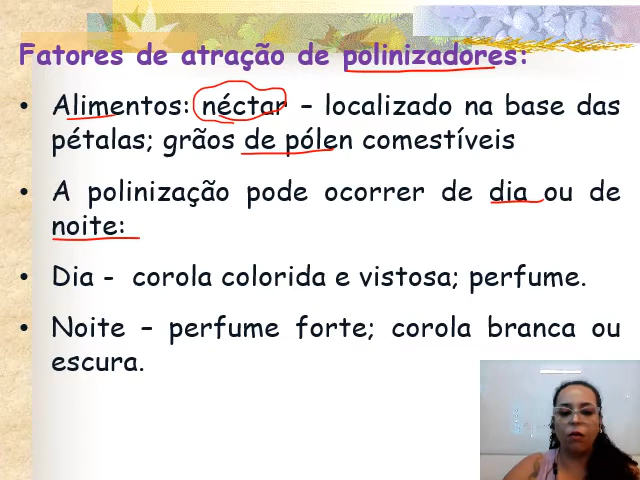 Fatores de atração de polinizadores:
• Alimentos: néctar – localizado na base das
pétalas; grãos de pólen comestíveis
• A polinização pode ocorrer de dia ou de
noite:
• Dia - corola colorida e vistosa; perfume.
• Noite – perfume forte; corola branca ou
escura.